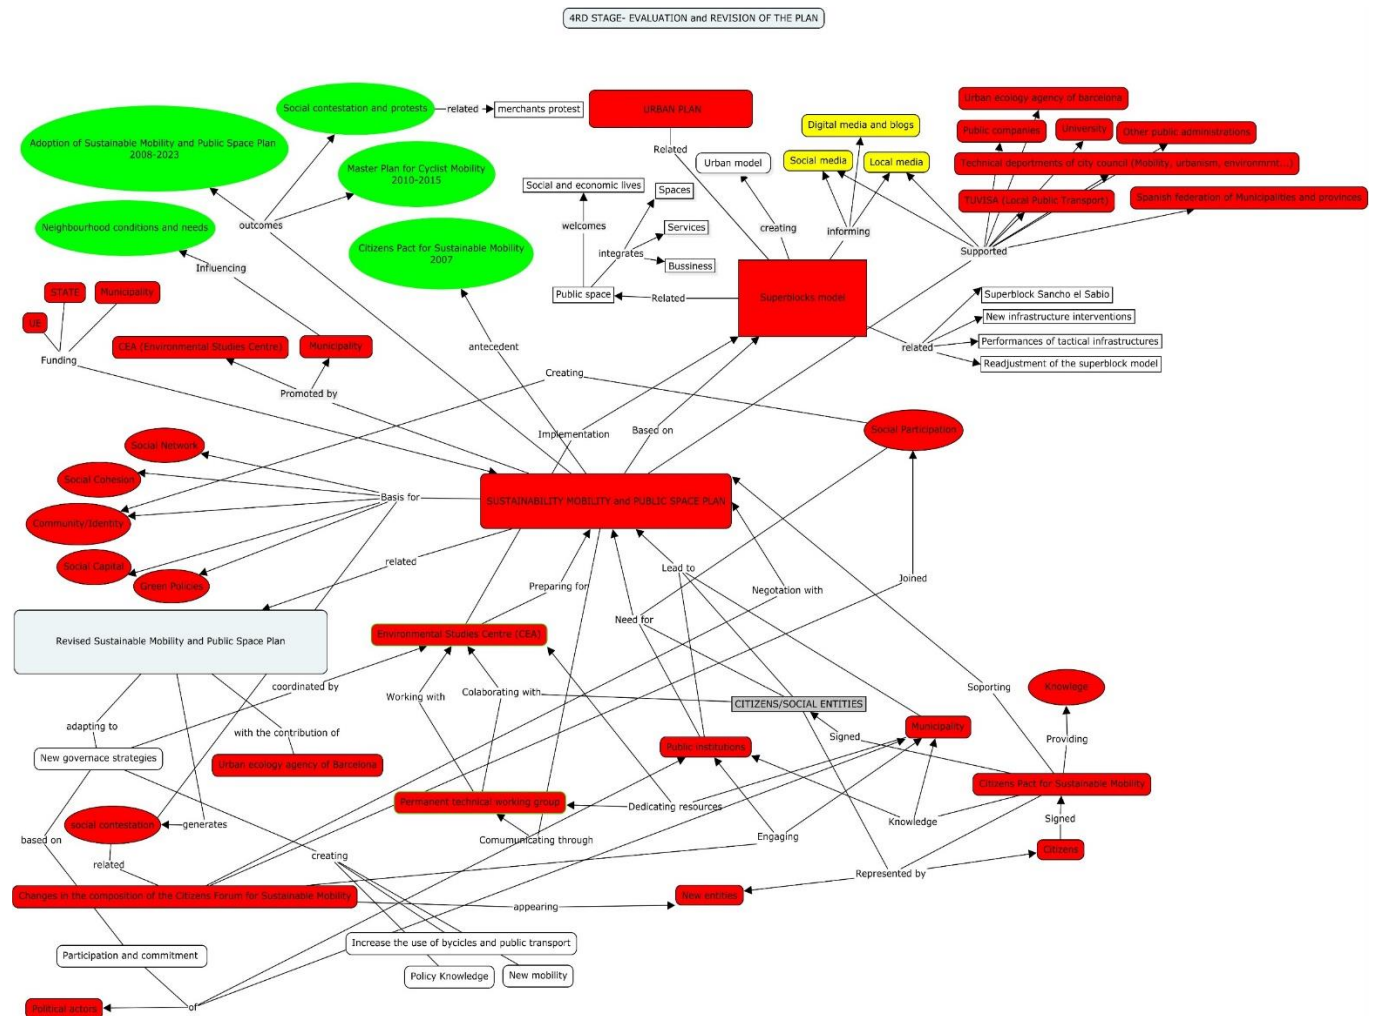 4RD STAGE- EVALUATION and REVISION OF THE PLAN
Social contestation and protests
related
merchants protest
URBAN PLAN
Urban ecology agency of barcelona
Digital media and blogs
Public companies
University
Other public administrations
Adoption of Sustainable Mobility and Public Space Plan
2008-2023
Related
Urban model
Social media
Local media
Technical deportments of city council (Mobility, urbanism, environmrnt...)
Master Plan for Cyclist Mobility
2010-2015
Social and economic lives
Spaces
TUVISA (Local Public Transport)
Spanish federation of Municipalities and provinces
Neighbourhood conditions and needs
outcomes
welcomes
Services
creating
informing
Citizens Pact for Sustainable Mobility
2007
integrates
Supported
Influencing
Bussiness
STATE
Municipality
Public space
Related
Superblocks model
Superblock Sancho el Sabio
New infrastructure interventions
UE
CEA (Environmental Studies Centre)
Municipality
antecedent
related
Performances of tactical infrastructures
Funding
Readjustment of the superblock model
Creating
Promoted by
Social Network
Implementation
Based on
Social Participation
Social Cohesion
Basis for
SUSTAINABILITY MOBILITY and PUBLIC SPACE PLAN
Community/Identity
Social Capital
related
Lead to
Joined
Green Policies
Preparing for
Negotation with
Need for
Revised Sustainable Mobility and Public Space Plan
Environmental Studies Centre (CEA)
coordinated by
Working with
Colaborating with
CITIZENS/SOCIAL ENTITIES
Soporting
Knowlege
adapting to
with the contribution of
Municipality
Signed
Providing
Public institutions
New governace strategies
Urban ecology agency of Barcelona
Citizens Pact for Sustainable Mobility
Permanent technical working group
Dedicating resources
social contestation
generates
Knowledge
Signed
based on
Comumunicating through
Engaging
Citizens
related
creating
Represented by
Changes in the composition of the Citizens Forum for Sustainable Mobility
appearing
New entities
Increase the use of bycicles and public transport
Participation and commitment
Policy Knowledge
New mobility
Political actors
of